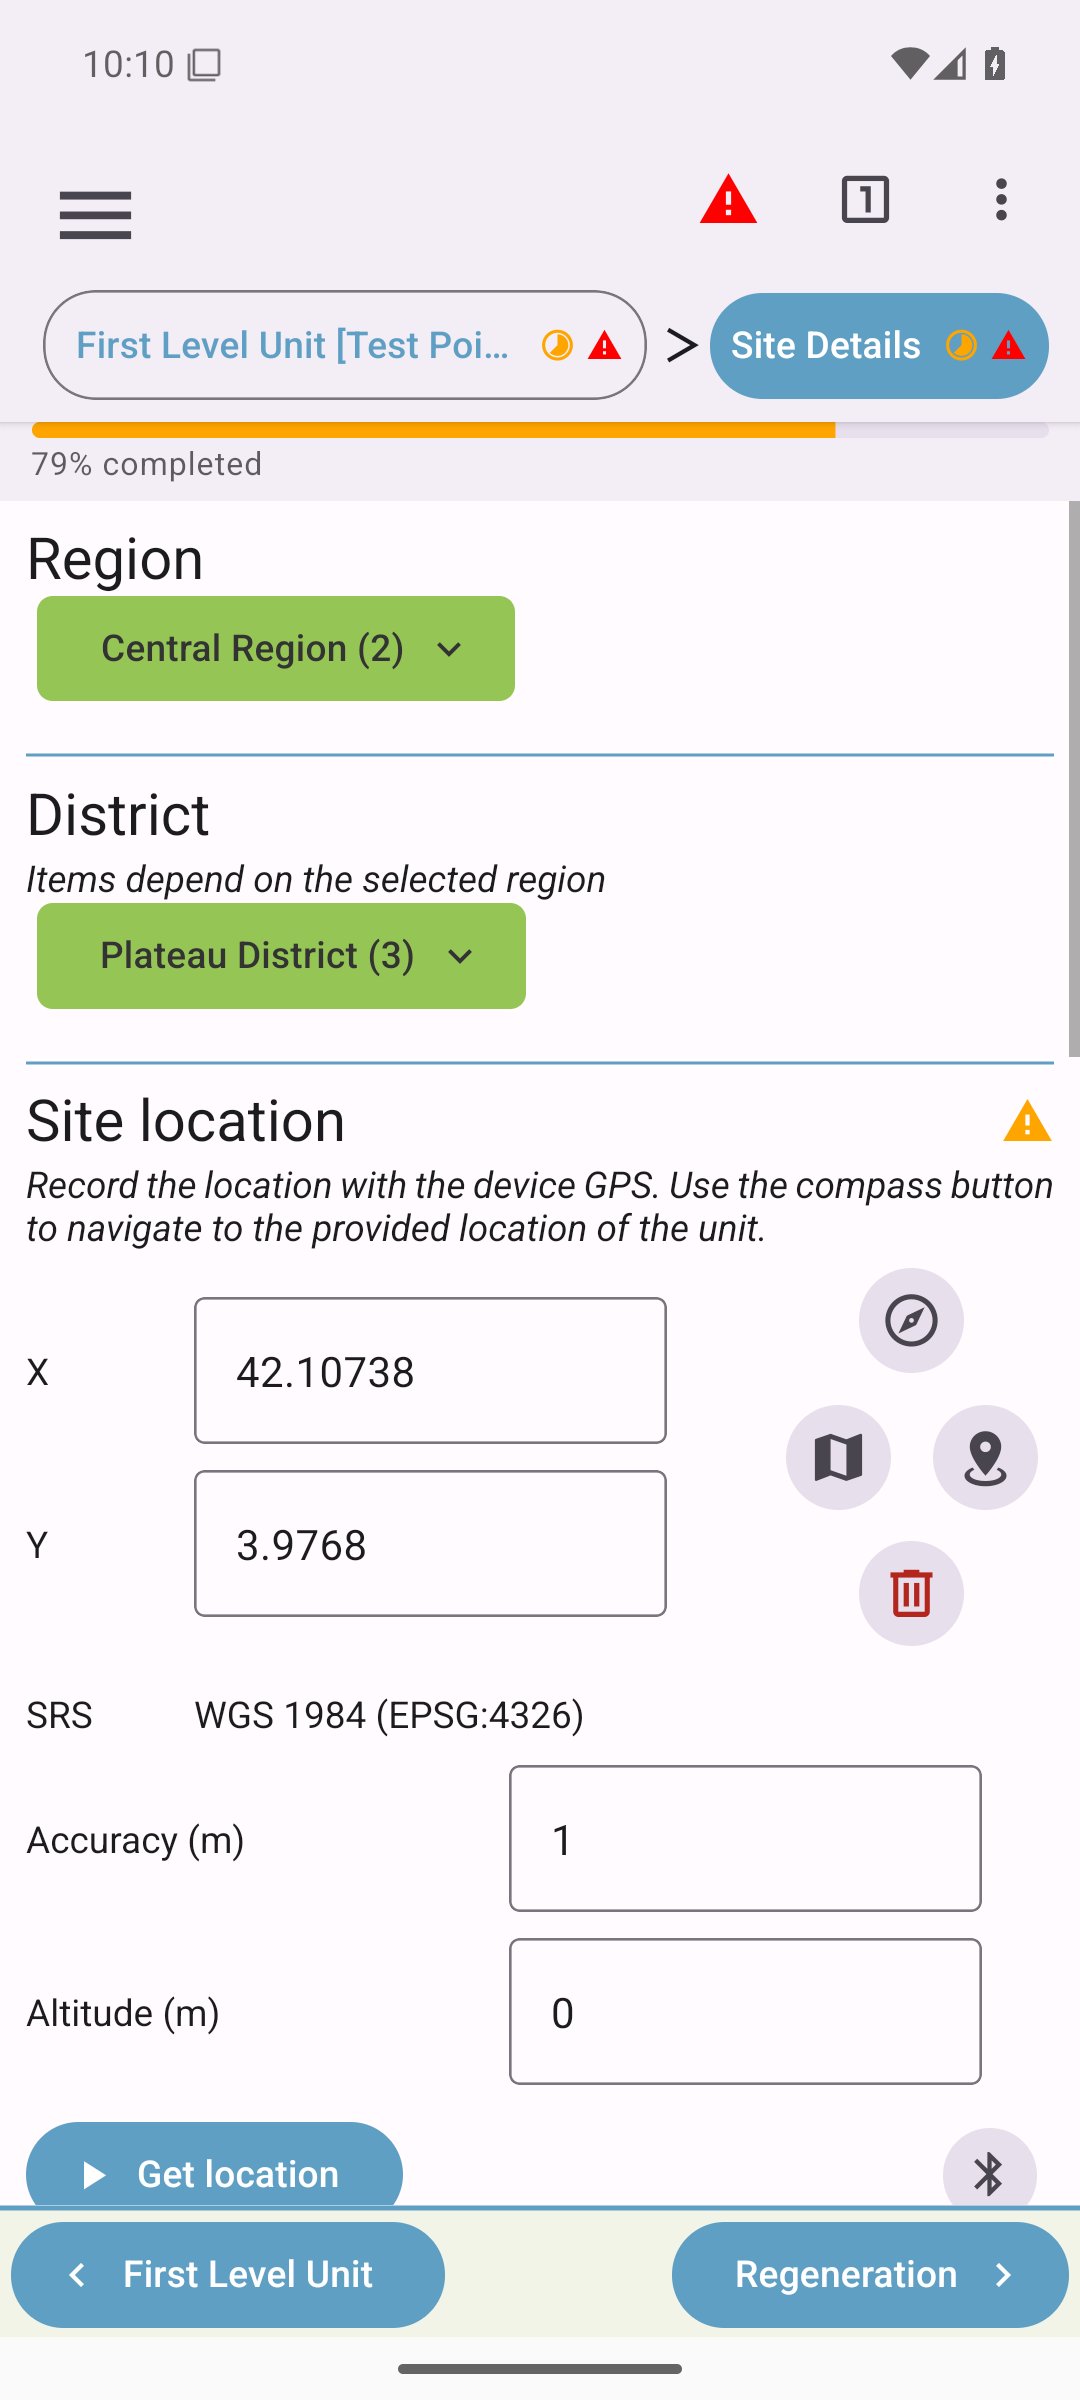 10:10
1
First Level Unit [Test Poi...
>
Site Details
79% completed
Region
Central Region (2)
District
Items depend on the selected region
Plateau District (3)
Site location
Record the location with the device GPS. Use the compass button
to navigate to the provided location of the unit.
X
42.10738
Y
3.9768
SRS
WGS 1984 (EPSG:4326)
Accuracy (m)
1
Altitude (m)
0
Get location
First Level Unit
Regeneration